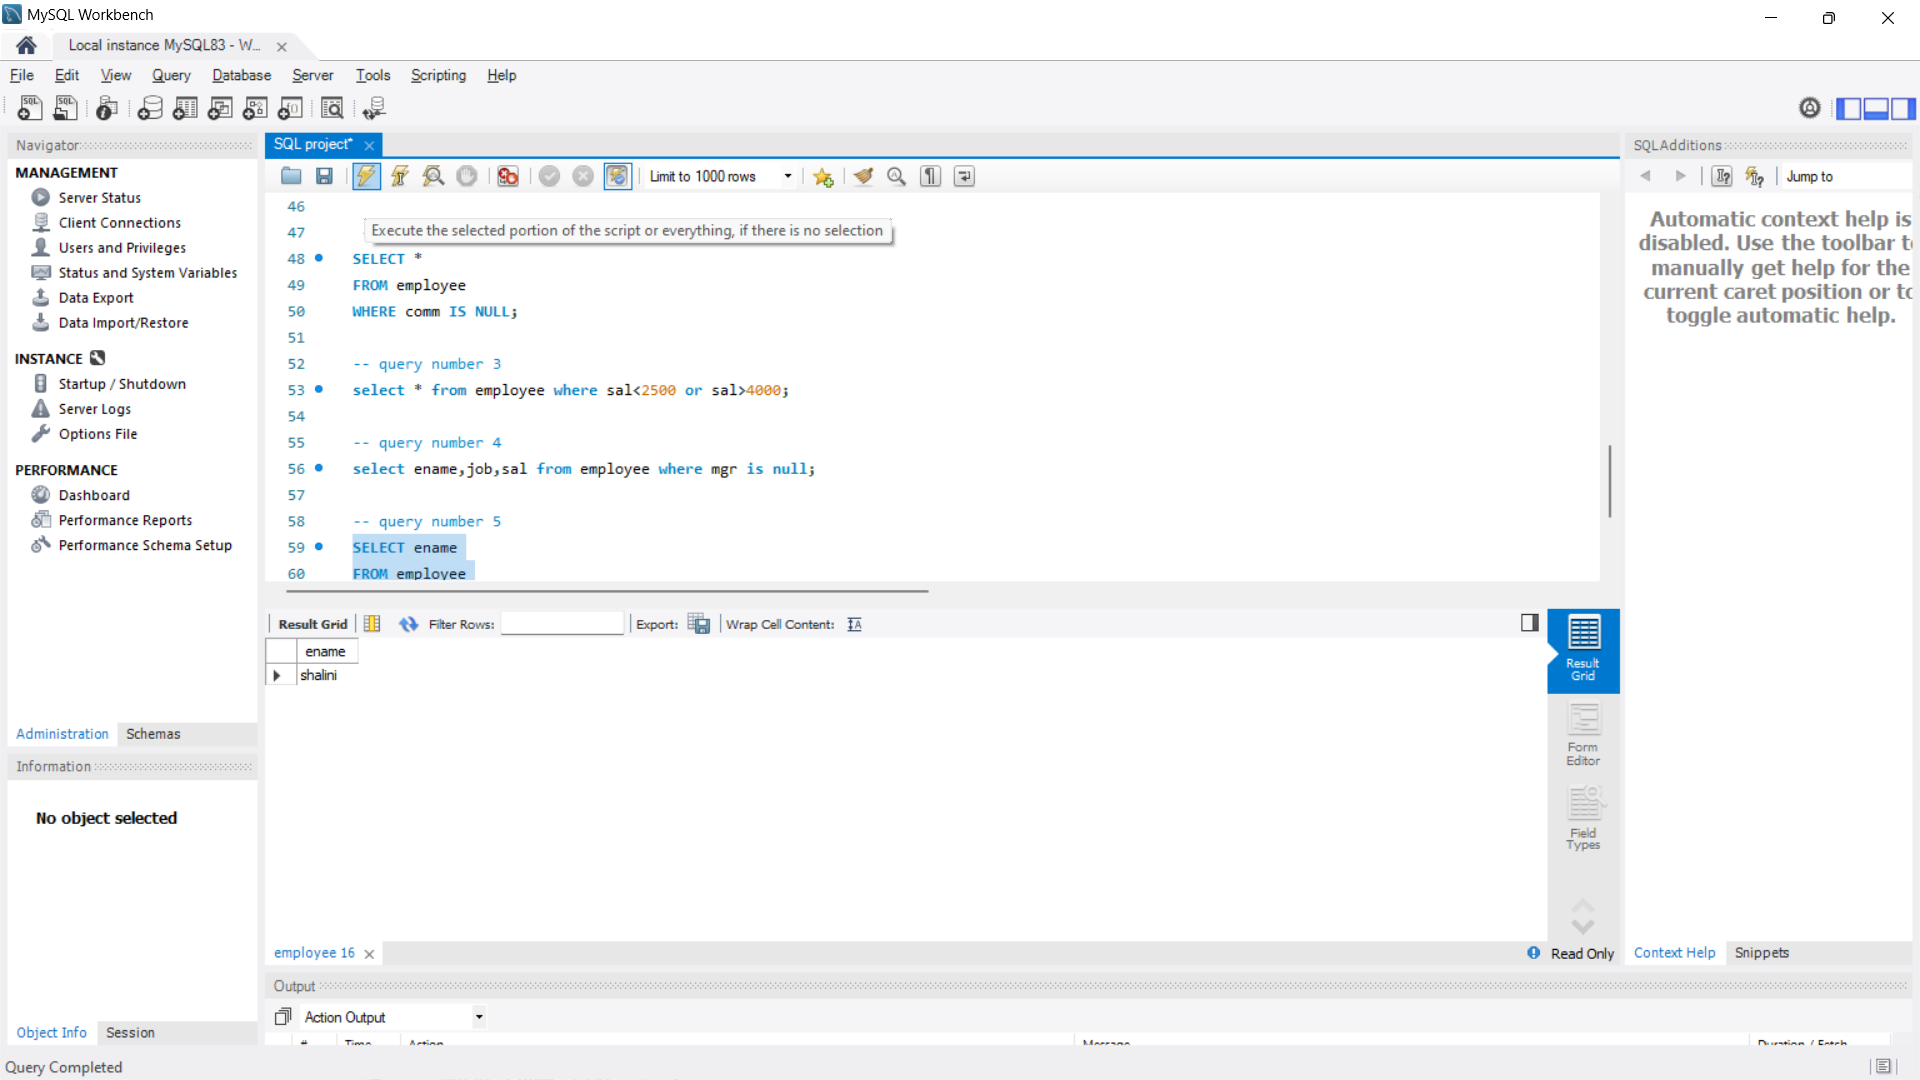 MySQL Workbench
Local instance MySQL83 - W...
File Edit View Query Database Server Tools Scripting Help
Navigator
MANAGEMENT
Server Status
Client Connections
Users and Privileges
Status and System Variables
Data Export
Data Import/Restore
INSTANCE
Startup / Shutdown
Server Logs
Options File
PERFORMANCE
Dashboard
Performance Reports
Performance Schema Setup
Administration Schemas
Information
No object selected
Object Info Session
Query Completed
SQL project*
Limit to 1000 rows
46
47
Execute the selected portion of the script or everything, if there is no selection
48 SELECT *
49 FROM employee
50 WHERE comm IS NULL;
51
52 -- query number 3
53 select * from employee where sal<2500 or sal>4000;
54
55 -- query number 4
56 select ename,job,sal from employee where mgr is null;
57
58 -- query number 5
59 SELECT ename
60 FROM employee
Result Grid Filter Rows: Export: Wrap Cell Content:
ename
shalini
Result
Grid
Form
Editor
Field
Types
employee 16
Read Only
Output
Action Output
# Time Action Message Duration / Fetch
SQLAdditions
Jump to
Automatic context help is
disabled. Use the toolbar t
manually get help for the
current caret position or to
toggle automatic help.
Context Help Snippets